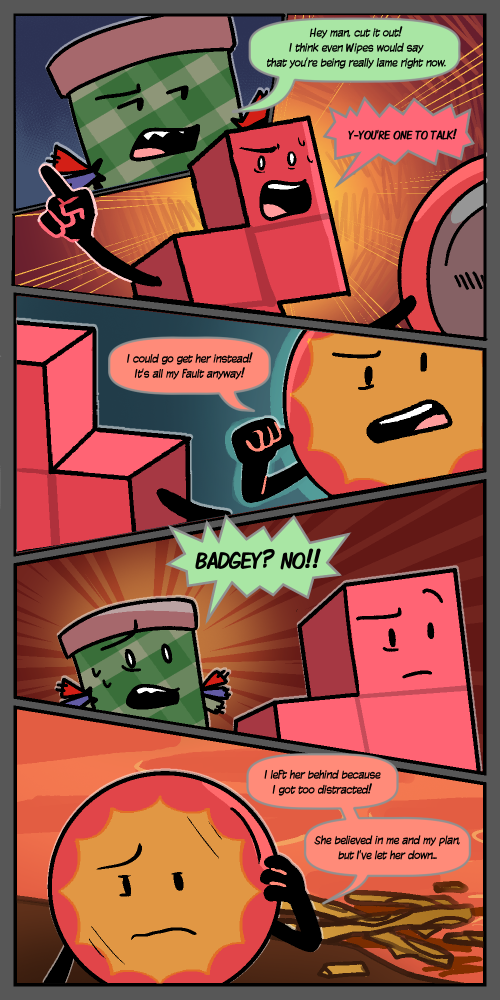 Hey man, cut it out!
I think even Wipes would say
that you're being really lame right now.
Y-YOU'RE ONE TO TALK!
I could go get her instead!
It's all my Fault anyway!
BADGEY? NO!!
I left her behind because
I got too distracted!
She believed in me and my plan,
but I've let her down...